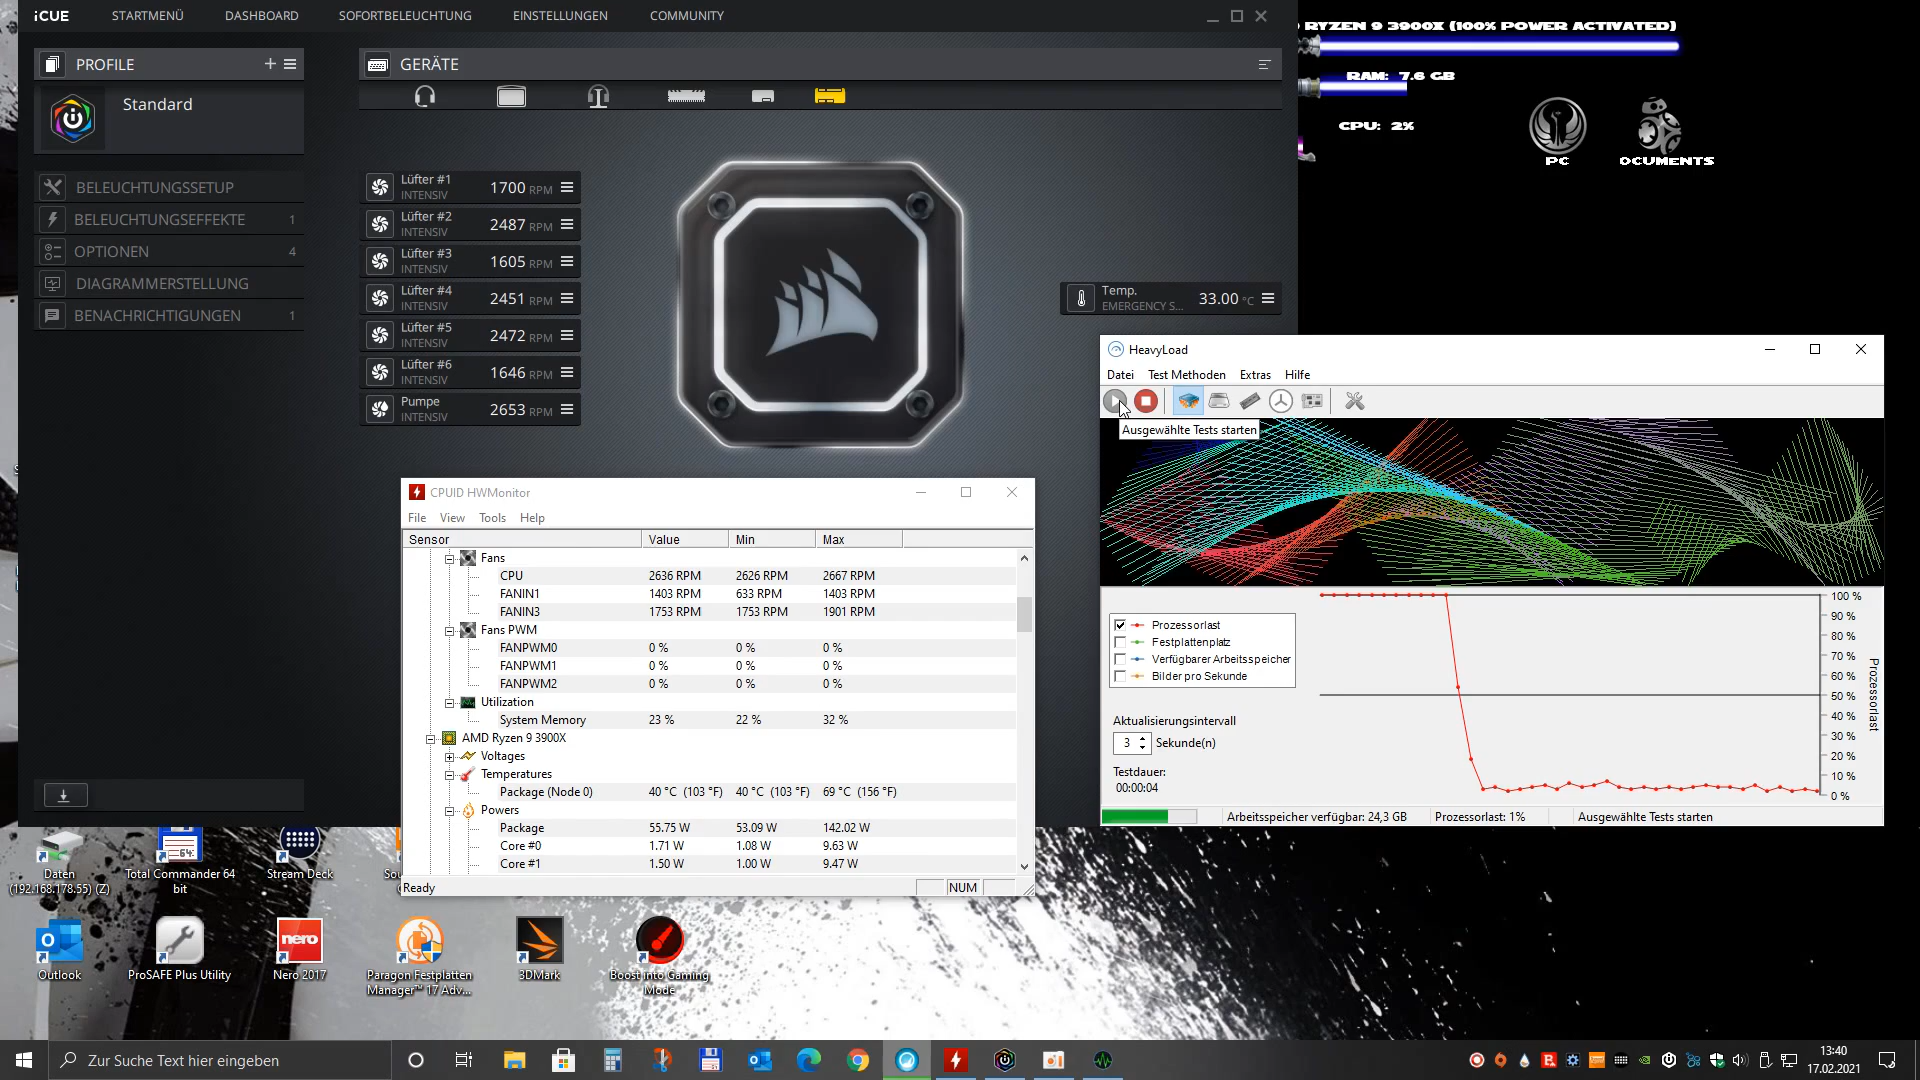 iCUE
STARTMENÜ
DASHBOARD
SOFORTBELEUCHTUNG
EINSTELLUNGEN
COMMUNITY
PROFILE
Standard
BELEUCHTUNGSSETUP
BELEUCHTUNGSEFFEKTE 1
OPTIONEN 4
DIAGRAMMERSTELLUNG
BENACHRICHTIGUNGEN 1
GERÄTE
Lüfter #1
INTENSIV
1700 RPM
Lüfter #2
INTENSIV
2487 RPM
Lüfter #3
INTENSIV
1605 RPM
Lüfter #4
INTENSIV
2451 RPM
Lüfter #5
INTENSIV
2472 RPM
Lüfter #6
INTENSIV
1646 RPM
Pumpe
INTENSIV
2653 RPM
Temp.
EMERGENCY S...
33.00 °C
RYZEN 9 3900X (100% POWER ACTIVATED)
RAM: 7.6 GB
CPU: 2%
PC
OCUMENTS
CPUID HWMonitor
File View Tools Help
Sensor Value Min Max
Fans
CPU 2636 RPM 2626 RPM 2667 RPM
FANIN1 1403 RPM 633 RPM 1403 RPM
FANIN3 1753 RPM 1753 RPM 1901 RPM
Fans PWM
FANPWM0 0 % 0 % 0 %
FANPWM1 0 % 0 % 0 %
FANPWM2 0 % 0 % 0 %
Utilization
System Memory 23 % 22 % 32 %
AMD Ryzen 9 3900X
Voltages
Temperatures
Package (Node 0) 40 °C (103 °F) 40 °C (103 °F) 69 °C (156 °F)
Powers
Package 55.75 W 53.09 W 142.02 W
Core #0 1.71 W 1.08 W 9.63 W
Core #1 1.50 W 1.00 W 9.47 W
Ready
NUM
HeavyLoad
Datei Test Methoden Extras Hilfe
Ausgewählte Tests starten
Prozessorlast
Festplattenplatz
Verfügbarer Arbeitsspeicher
Bilder pro Sekunde
Aktualisierungsintervall
3 Sekunde(n)
Testdauer:
00:00:04
100 %
90 %
80 %
70 %
60 %
50 %
40 %
30 %
20 %
10 %
0 %
Prozessorlast
Arbeitsspeicher verfügbar: 24,3 GB
Prozessorlast: 1%
Ausgewählte Tests starten
Daten
(192.168.178.55) (Z)
64
Total Commander 64
bit
Stream Deck
Outlook
ProSAFE Plus Utility
nero
Nero 2017
Paragon Festplatten
Manager™ 17 Adv...
3DMark
Boost into Gaming
Mode
Zur Suche Text hier eingeben
13:40
17.02.2021